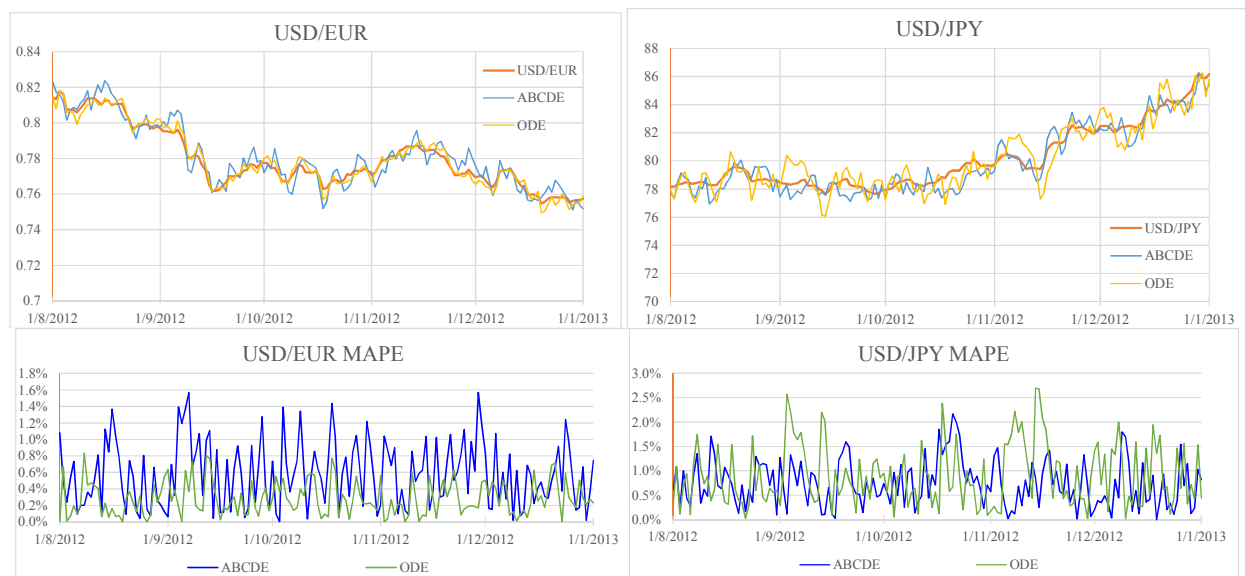 USD/EUR
0.84
0.82
0.8
0.78
0.76
0.74
0.72
0.7
USD/EUR
ABCDE
ODE
1/8/2012 1/9/2012 1/10/2012 1/11/2012 1/12/2012 1/1/2013
USD/JPY
88
86
84
82
80
78
76
74
72
70
USD/JPY
ABCDE
ODE
1/8/2012 1/9/2012 1/10/2012 1/11/2012 1/12/2012 1/1/2013
USD/EUR MAPE
1.8%
1.6%
1.4%
1.2%
1.0%
0.8%
0.6%
0.4%
0.2%
0.0%
1/8/2012 1/9/2012 1/10/2012 1/11/2012 1/12/2012 1/1/2013
ABCDE ODE
USD/JPY MAPE
3.0%
2.5%
2.0%
1.5%
1.0%
0.5%
0.0%
1/8/2012 1/9/2012 1/10/2012 1/11/2012 1/12/2012 1/1/2013
ABCDE ODE